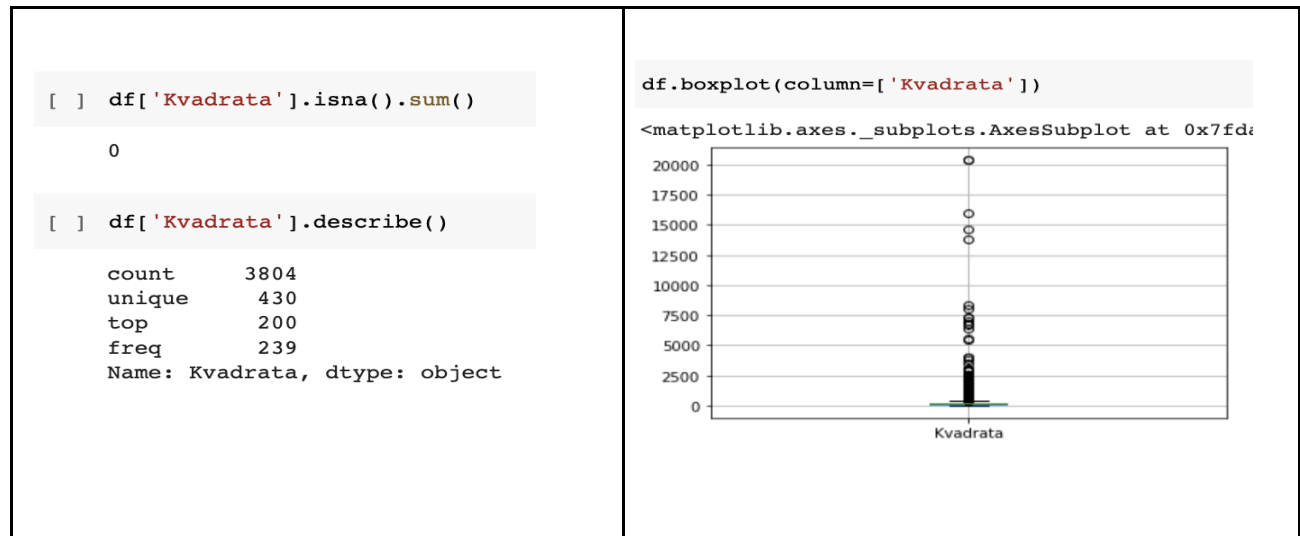 [ ] df['Kvadrata'].isna().sum()
0
[ ] df['Kvadrata'].describe()
count 3804
unique 430
top 200
freq 239
Name: Kvadrata, dtype: object
df.boxplot(column=['Kvadrata'])
<matplotlib.axes._subplots.AxesSubplot at 0x7fda
20000
17500
15000
12500
10000
7500
5000
2500
0
Kvadrata